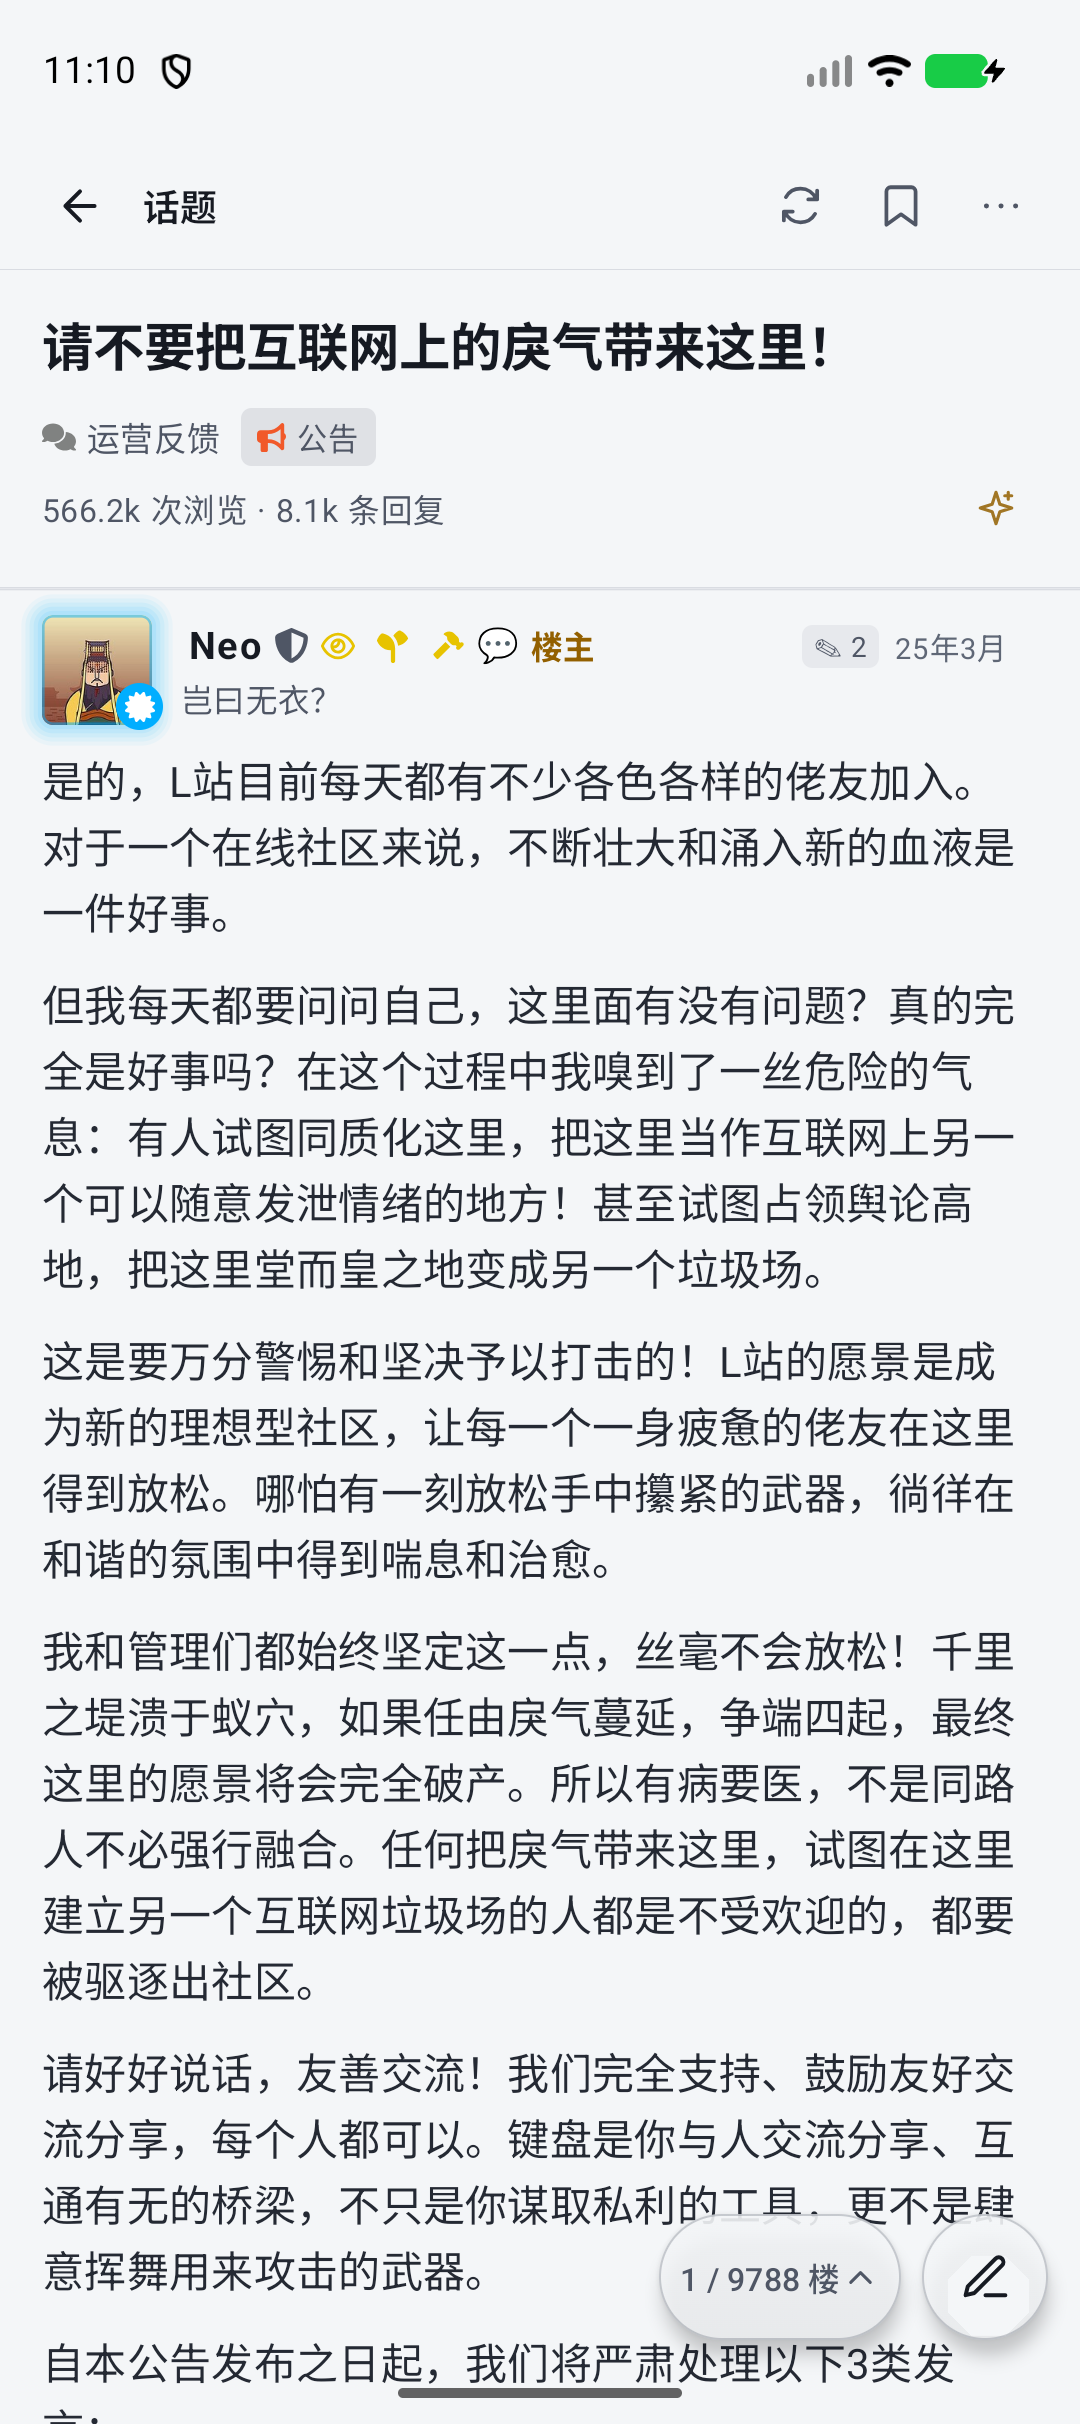 11:10
话题
请不要把互联网上的戾气带来这里！
运营反馈 公告
566.2k 次浏览 · 8.1k 条回复
Neo 楼主 2 25年3月
岂曰无衣？
是的，L站目前每天都有不少各色各样的佬友加入。
对于一个在线社区来说，不断壮大和涌入新的血液是
一件好事。
但我每天都要问问自己，这里面有没有问题？真的完
全是好事吗？在这个过程中我嗅到了一丝危险的气
息：有人试图同质化这里，把这里当作互联网上另一
个可以随意发泄情绪的地方！甚至试图占领舆论高
地，把这里堂而皇之地变成另一个垃圾场。
这是要万分警惕和坚决予以打击的！L站的愿景是成
为新的理想型社区，让每一个一身疲惫的佬友在这里
得到放松。哪怕有一刻放松手中攥紧的武器，徜徉在
和谐的氛围中得到喘息和治愈。
我和管理们都始终坚定这一点，丝毫不会放松！千里
之堤溃于蚁穴，如果任由戾气蔓延，争端四起，最终
这里的愿景将会完全破产。所以有病要医，不是同路
人不必强行融合。任何把戾气带来这里，试图在这里
建立另一个互联网垃圾场的人都是不受欢迎的，都要
被驱逐出社区。
请好好说话，友善交流！我们完全支持、鼓励友好交
流分享，每个人都可以。键盘是你与人交流分享、互
通有无的桥梁，不只是你谋取私利的工具，更不是肆
意挥舞用来攻击的武器。
1 / 9788 楼
自本公告发布之日起，我们将严肃处理以下3类发
言：